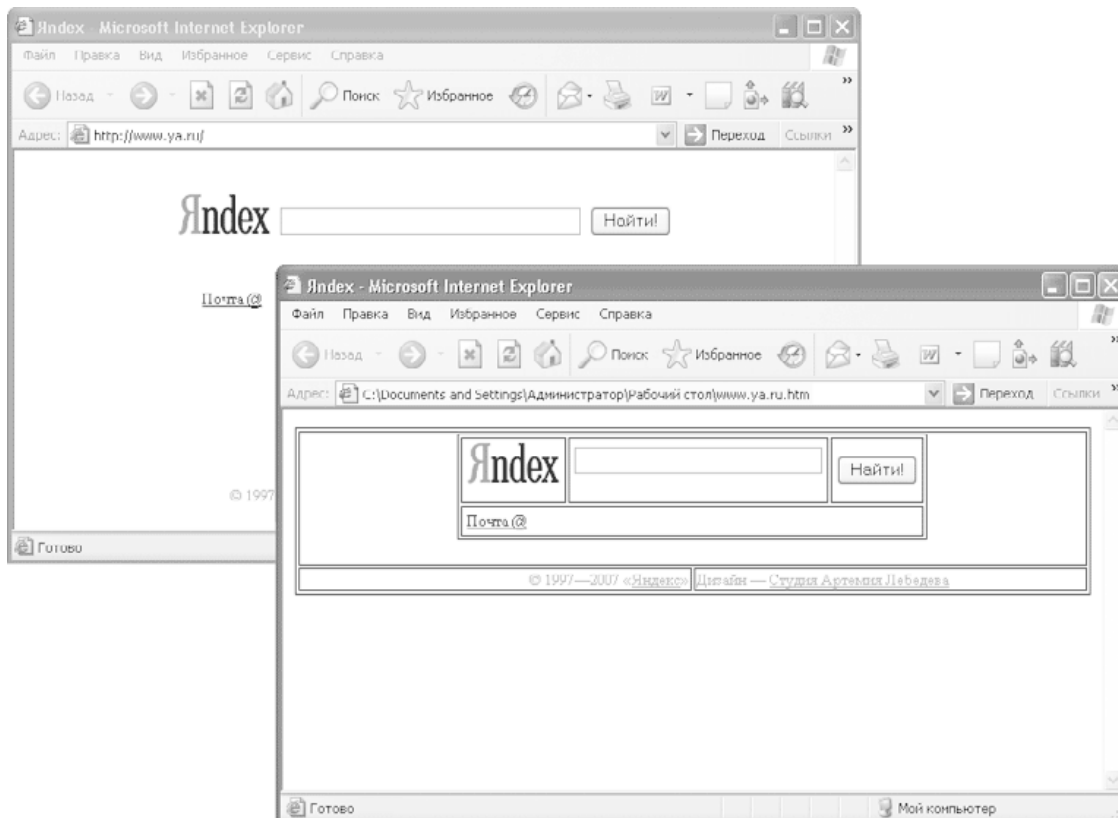 Яndex - Microsoft Internet Explorer
Файл Правка Вид Избранное Сервис Справка
Назад Поиск Избранное »
Адрес: http://www.ya.ru/ Переход Ссылки »
Яndex Найти!
Почта@
© 1997
Готово
Яndex - Microsoft Internet Explorer
Файл Правка Вид Избранное Сервис Справка
Назад Поиск Избранное »
Адрес: C:\Documents and Settings\Администратор\Рабочий стол\www.ya.ru.htm Переход Ссылки »
Яndex Найти!
Почта@
© 1997—2007 «Яндекс» Дизайн — Студия Артемия Лебедева
Готово Мой компьютер